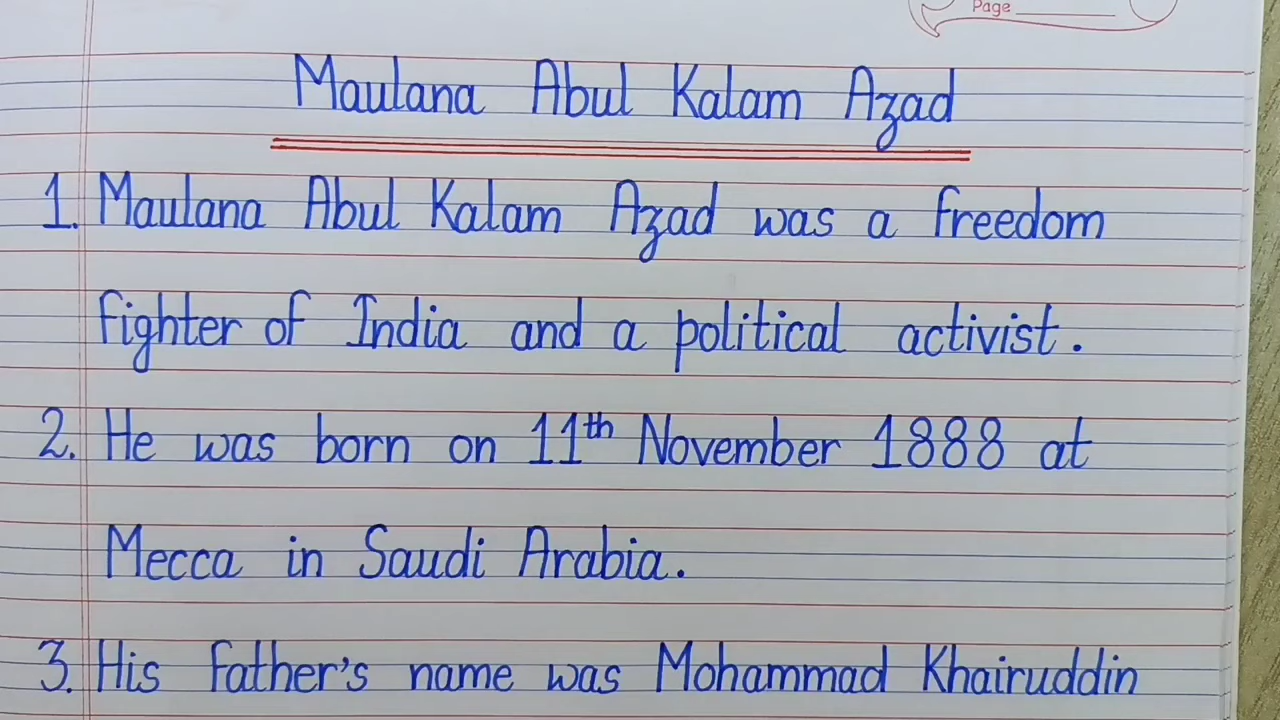 Page
Maulana Abul Kalam Azad
1. Maulana Abul Kalam Azad was a freedom
fighter of India and a political activist.
2. He was born on 11th November 1888 at
Mecca in Saudi Arabia.
3. His father's name was Mohammad Khairuddin